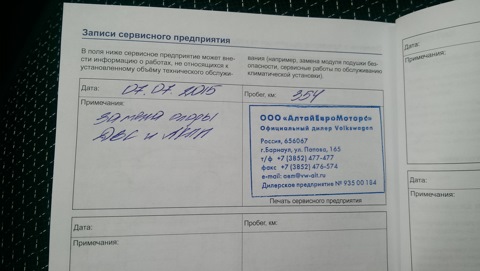 Записи сервисного предприятия
В поля ниже сервисное предприятие может вне-
сти информацию о работах, не относящихся к
установленному объёму технического обслужи-
вания (например, замена модуля подушки без-
опасности, сервисные работы по обслуживанию
климатической установки).
Дата: 07.07.2015
Пробег, км: 354
Примечания:
замена опоры
ДВС и АКПП
ООО «АлтайЕвроМоторс»
Официальный дилер Volkswagen
Россия, 656067
г.Барнаул, ул. Попова, 165
т/ф +7 (3852) 477-477
факс +7 (3852) 476-574
e-mail: asm@vw-alt.ru
Дилерское предприятие № 935 00 184
Печать сервисного предприятия
Дата:
Пробег, км:
Примечания:
Дата:
Примечания:
Дата:
Примечания: